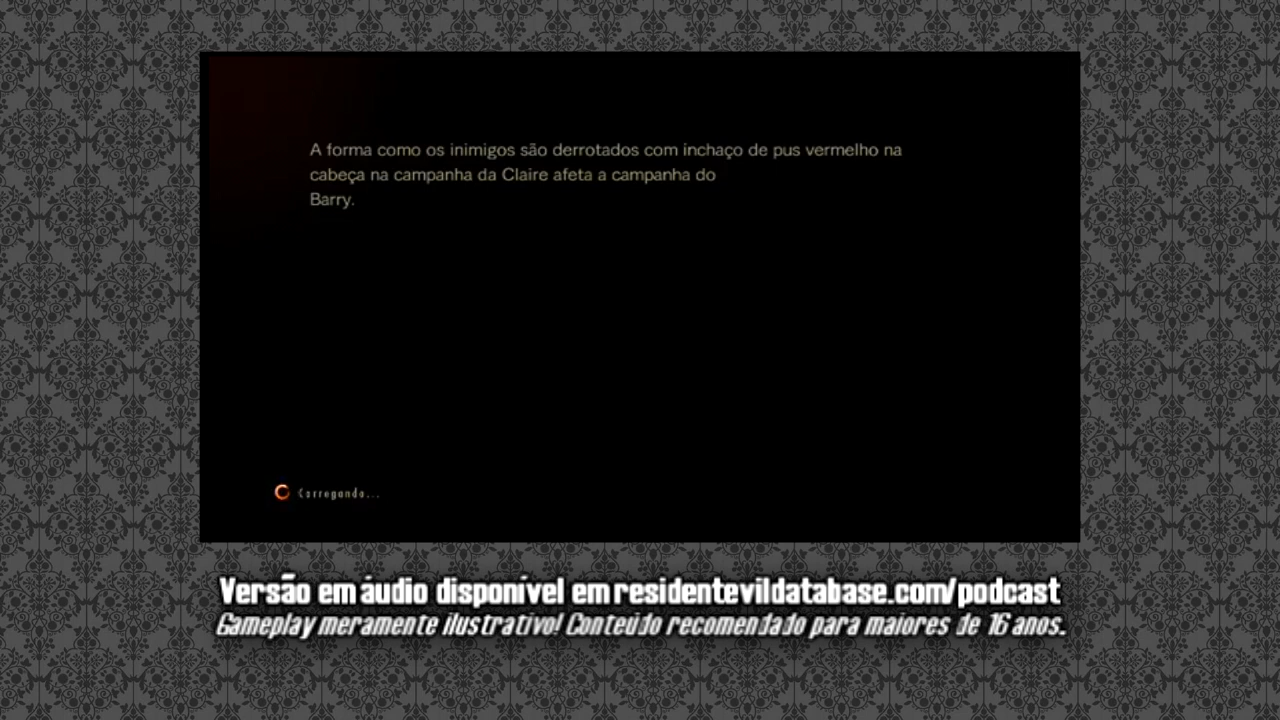 A forma como os inimigos são derrotados com inchaço de pus vermelho na
cabeça na campanha da Claire afeta a campanha do
Barry.
Carregando...
Versão em áudio disponível em residentevildatabase.com/podcast
Gameplay meramente ilustrativo! Conteúdo recomendado para maiores de 16 anos.